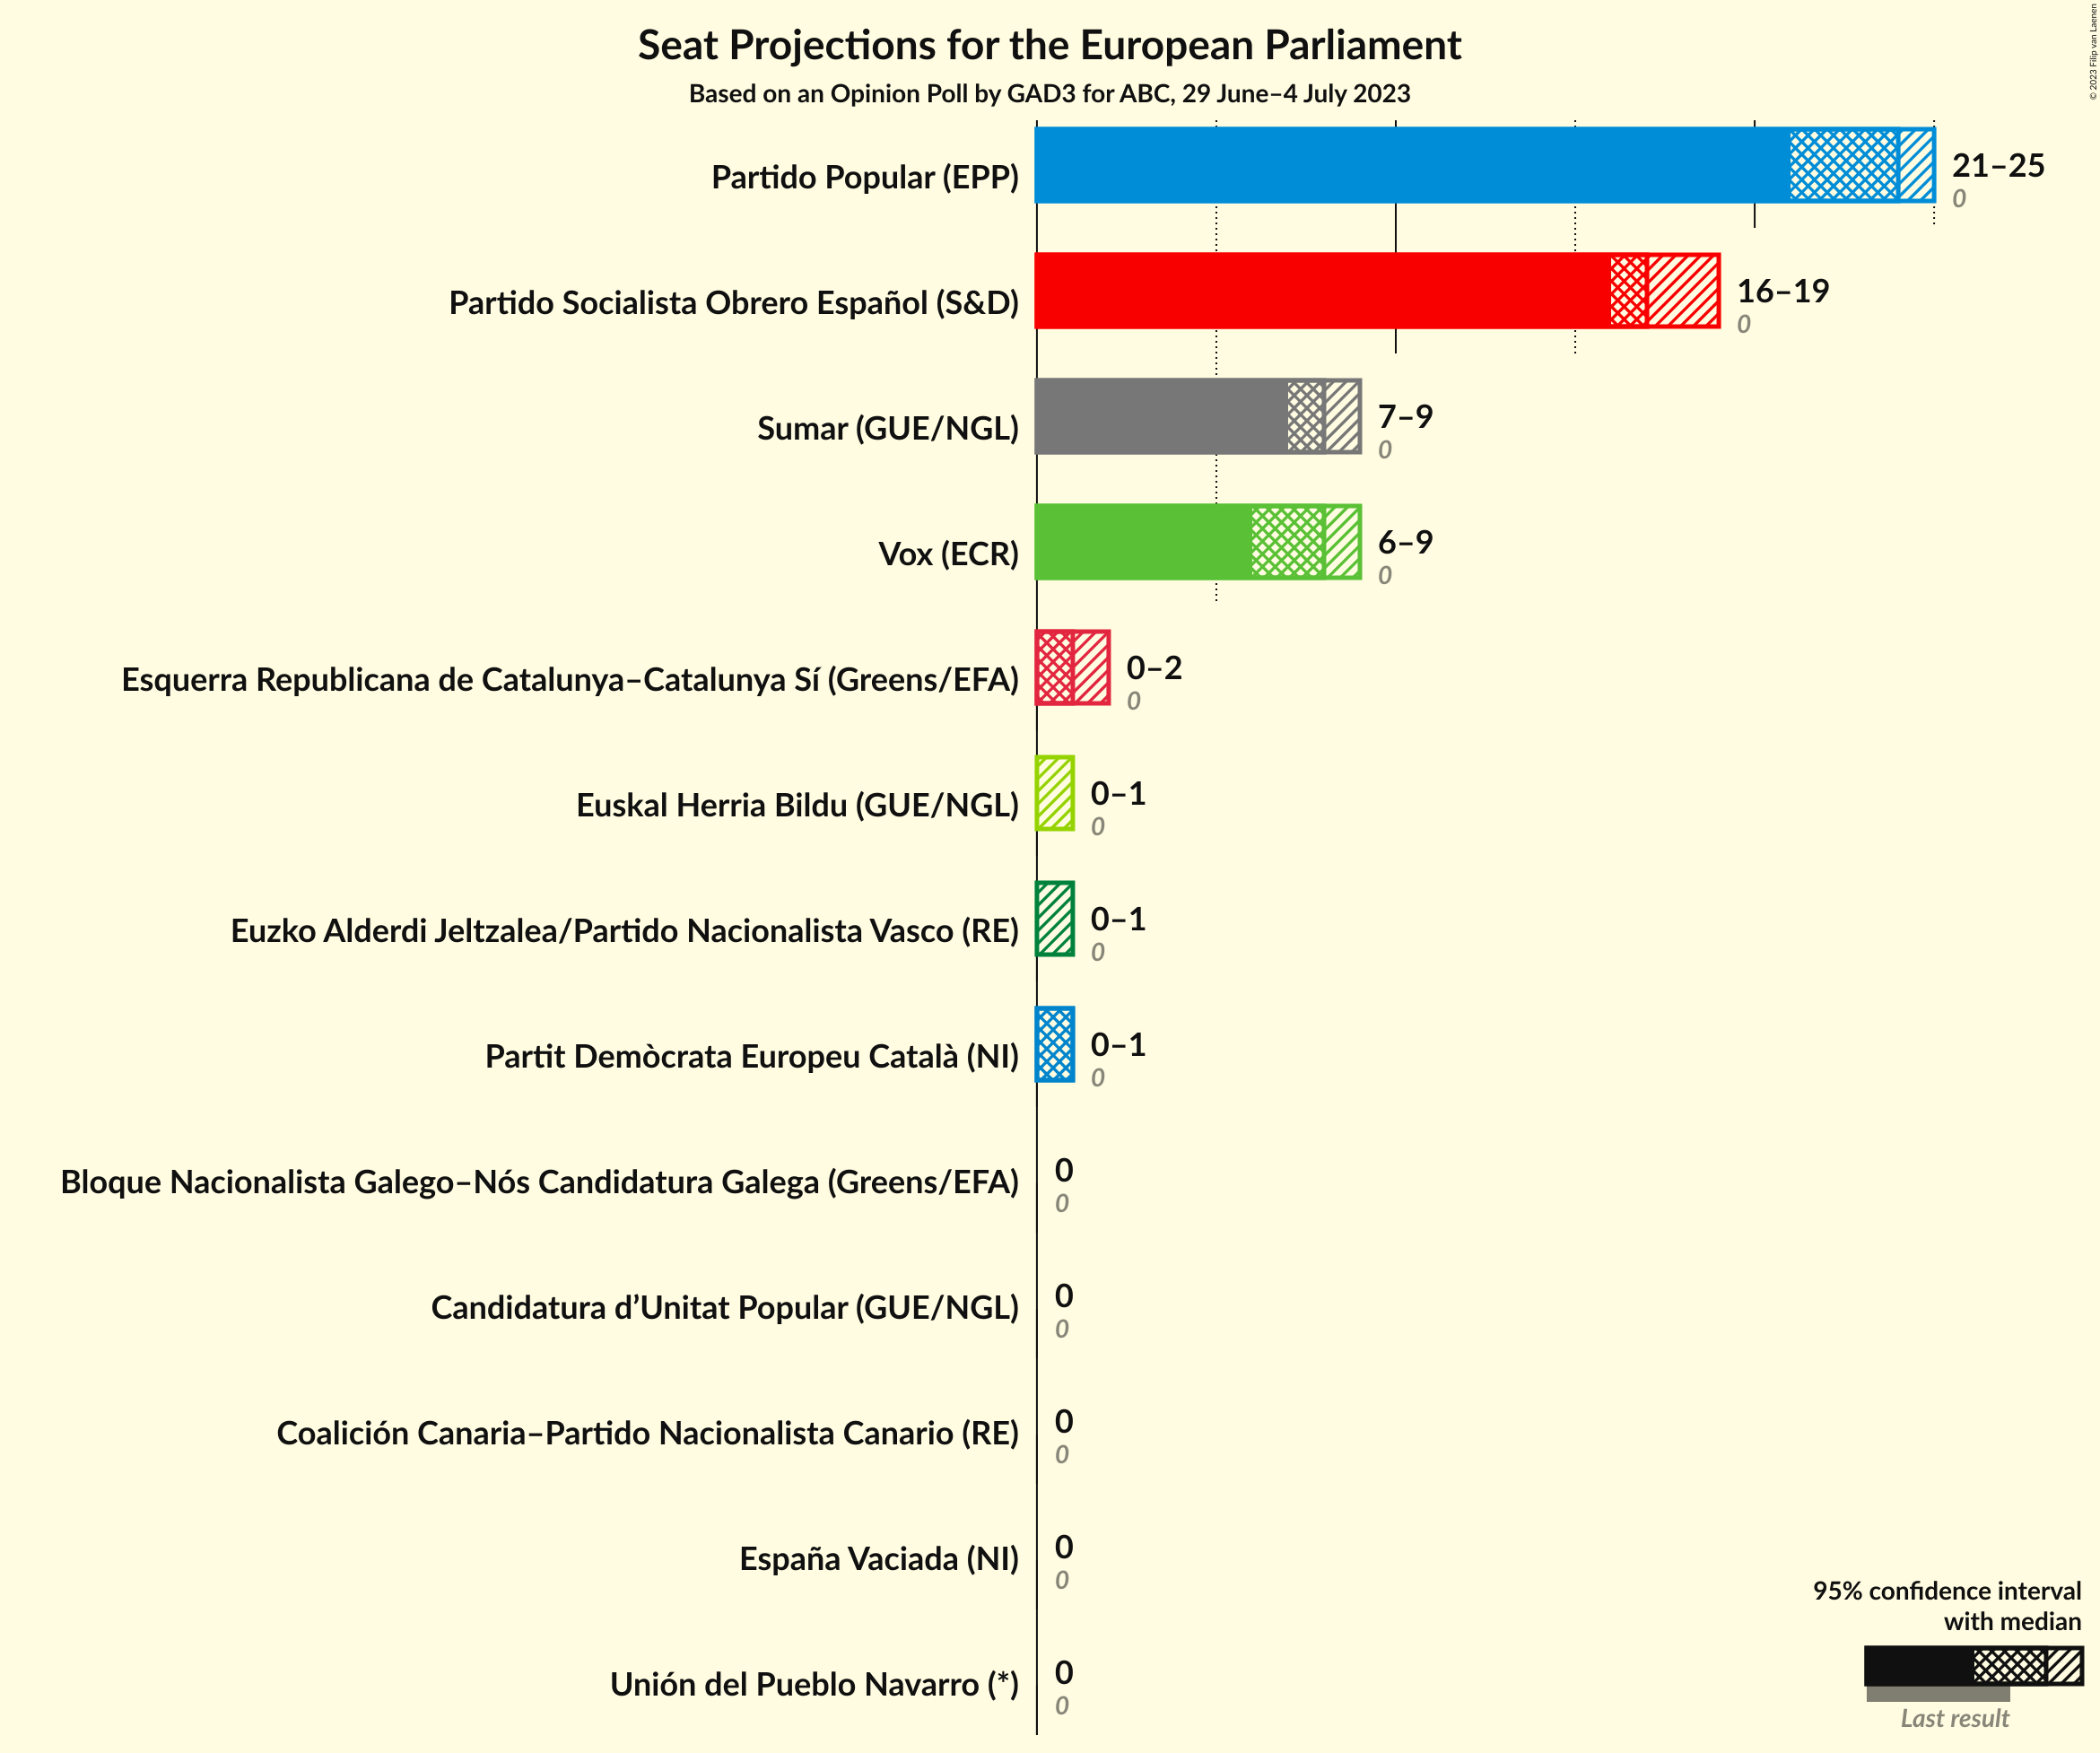 Seat Projections for the European Parliament
Based on an Opinion Poll by GAD3 for ABC, 29 June–4 July 2023
© 2023 Filip van Laenen
Partido Popular (EPP)
21–25
0
Partido Socialista Obrero Español (S&D)
16–19
0
Sumar (GUE/NGL)
7–9
0
Vox (ECR)
6–9
0
Esquerra Republicana de Catalunya–Catalunya Sí (Greens/EFA)
0–2
0
Euskal Herria Bildu (GUE/NGL)
0–1
0
Euzko Alderdi Jeltzalea/Partido Nacionalista Vasco (RE)
0–1
0
Partit Demòcrata Europeu Català (NI)
0–1
0
Bloque Nacionalista Galego–Nós Candidatura Galega (Greens/EFA)
0
0
Candidatura d’Unitat Popular (GUE/NGL)
0
0
Coalición Canaria–Partido Nacionalista Canario (RE)
0
0
España Vaciada (NI)
0
0
Unión del Pueblo Navarro (*)
0
0
95% confidence interval
with median
Last result